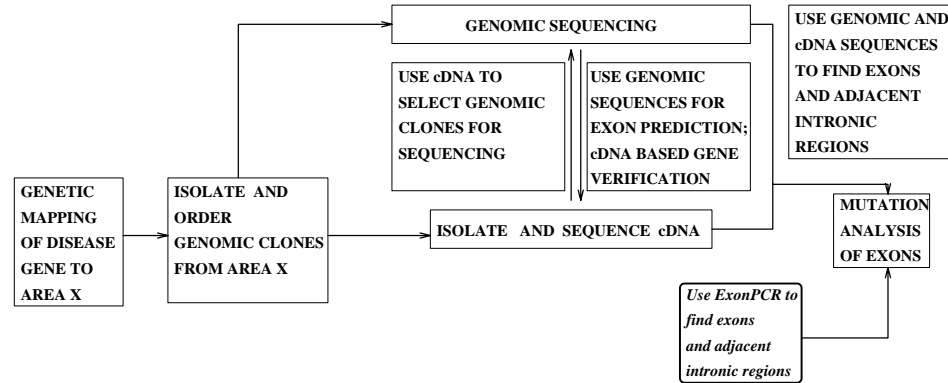 GENOMIC SEQUENCING
USE GENOMIC AND
cDNA SEQUENCES
TO FIND EXONS
AND ADJACENT
INTRONIC
REGIONS
USE cDNA TO
SELECT GENOMIC
CLONES FOR
SEQUENCING
USE GENOMIC
SEQUENCES FOR
EXON PREDICTION;
cDNA BASED GENE
VERIFICATION
GENETIC
MAPPING
OF DISEASE
GENE TO
AREA X
ISOLATE AND
ORDER
GENOMIC CLONES
FROM AREA X
ISOLATE AND SEQUENCE cDNA
MUTATION
ANALYSIS
OF EXONS
Use ExonPCR to
find exons
and adjacent
intronic regions